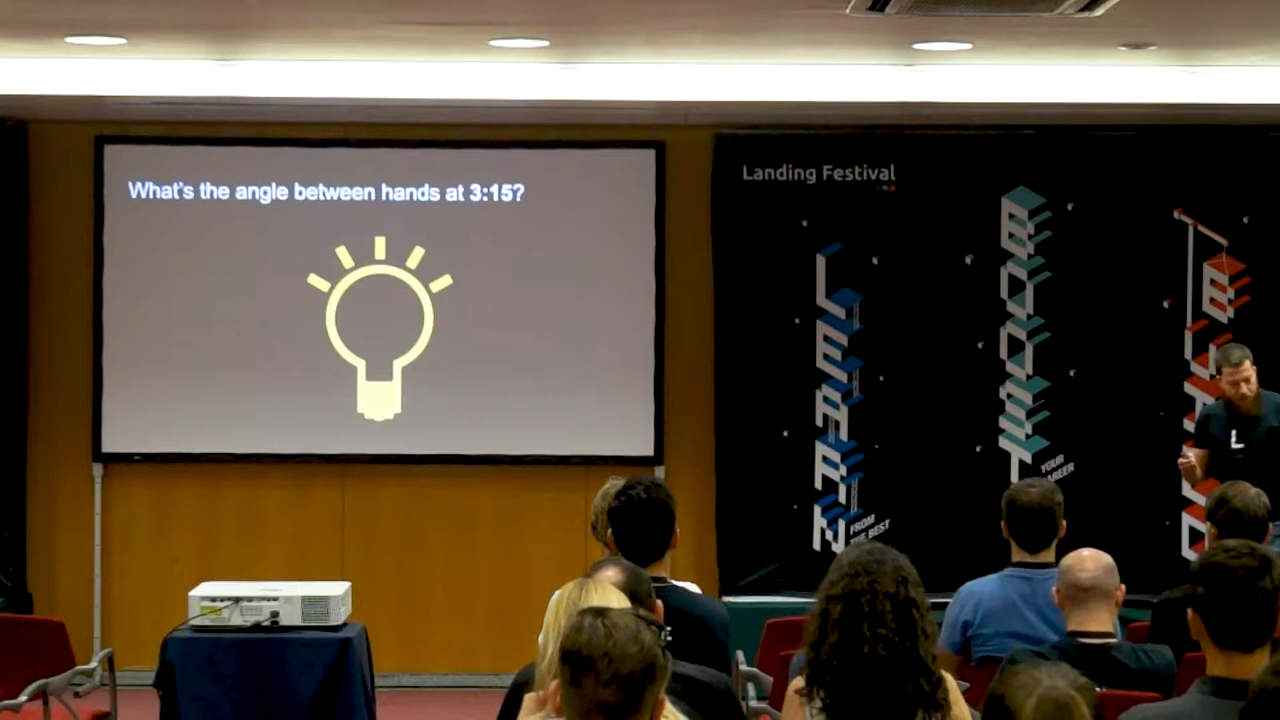 What's the angle between hands at 3:15?
Landing Festival
LEARN
FROM
THE BEST
BOOST
YOUR
CAREER
L